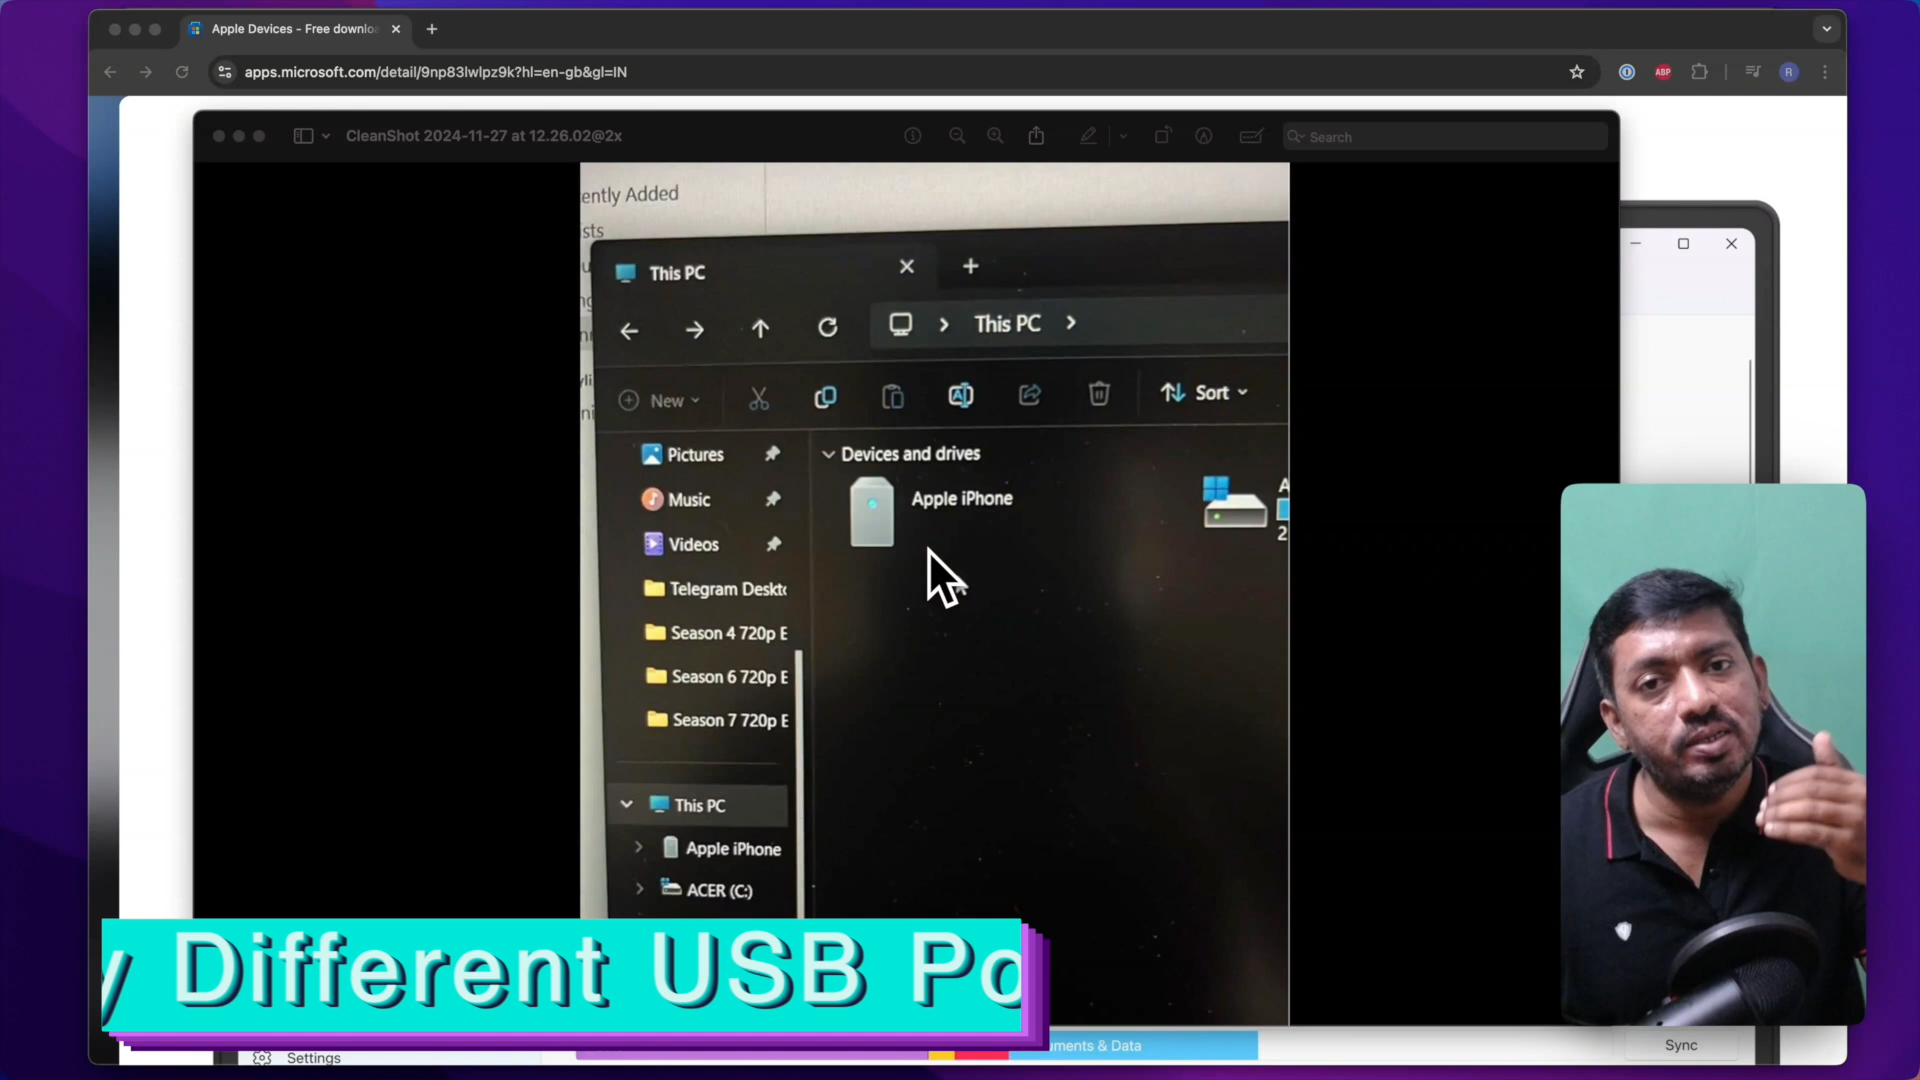 Apple Devices - Free downlo
apps.microsoft.com/detail/9np83lwlpz9k?hl=en-gb&gl=IN
ABP
R
CleanShot 2024-11-27 at 12.26.02@2x
Search
ently Added
sts
This PC
This PC
New
Sort
Pictures
Music
Videos
Telegram Deskt
Season 4 720p E
Season 6 720p E
Season 7 720p E
This PC
Apple iPhone
ACER (C:)
Devices and drives
Apple iPhone
A
2
y Different USB Po
Settings
uments & Data
Sync